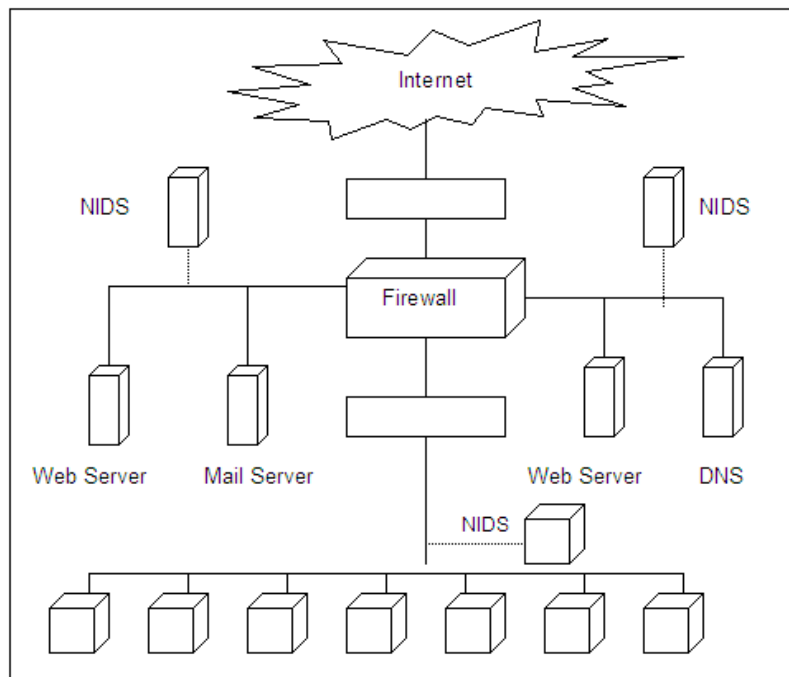 Internet
NIDS
NIDS
Firewall
Web Server
Mail Server
Web Server
DNS
NIDS